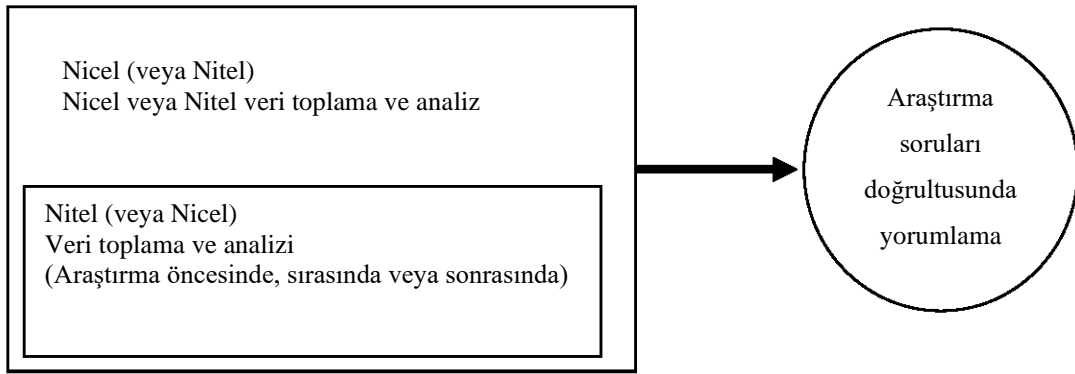 Nicel (veya Nitel)
Nicel veya Nitel veri toplama ve analiz
Nitel (veya Nicel)
Veri toplama ve analizi
(Araştırma öncesinde, sırasında veya sonrasında)
Araştırma
soruları
doğrultusunda
yorumlama